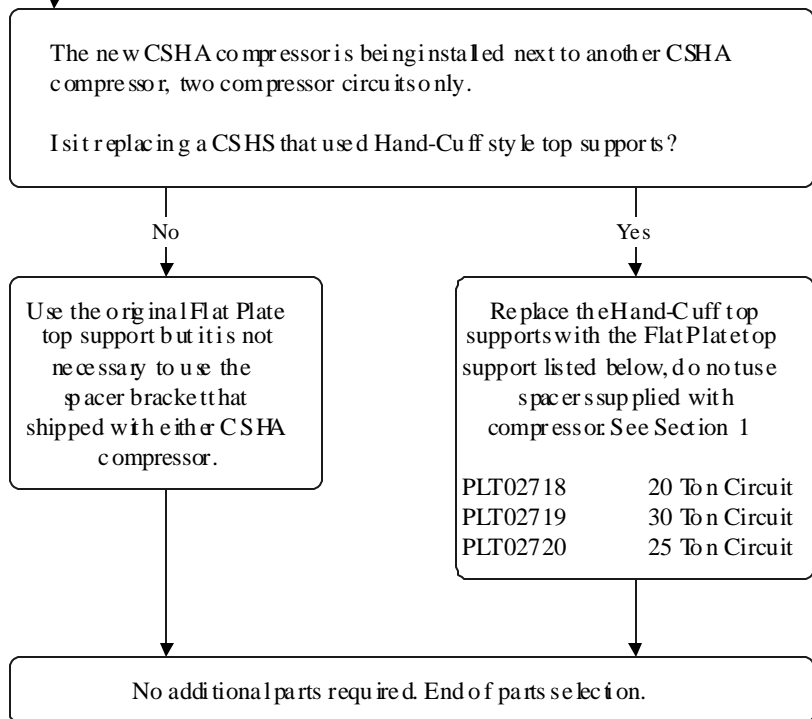 The new CSHA compressor is being installed next to another CSHA
compressor, two compressor circuits only.
Is it replacing a CSHS that used Hand-Cuff style top supports?
No
Yes
Use the original Flat Plate
top support but it is not
necessary to use the
spacer bracket that
shipped with either CSHA
compressor.
Replace the Hand-Cuff top
supports with the Flat Plate top
support listed below, do not use
spacers supplied with
compressor. See Section 1
PLT02718 20 Ton Circuit
PLT02719 30 Ton Circuit
PLT02720 25 Ton Circuit
No additional parts required. End of parts selection.